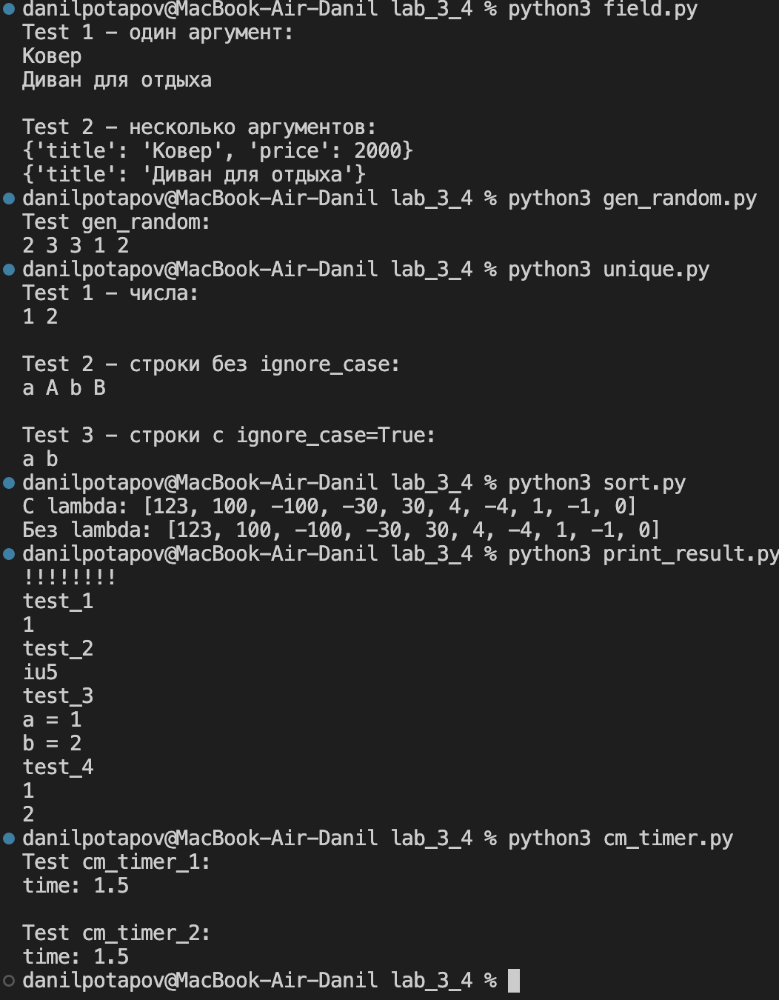 danilpotapov@MacBook-Air-Danil lab_3_4 % python3 field.py
Test 1 - один аргумент:
Ковер
Диван для отдыха
Test 2 - несколько аргументов:
{'title': 'Ковер', 'price': 2000}
{'title': 'Диван для отдыха'}
danilpotapov@MacBook-Air-Danil lab_3_4 % python3 gen_random.py
Test gen_random:
2 3 3 1 2
danilpotapov@MacBook-Air-Danil lab_3_4 % python3 unique.py
Test 1 - числа:
1 2
Test 2 - строки без ignore_case:
a A b B
Test 3 - строки с ignore_case=True:
a b
danilpotapov@MacBook-Air-Danil lab_3_4 % python3 sort.py
С lambda: [123, 100, -100, -30, 30, 4, -4, 1, -1, 0]
Без lambda: [123, 100, -100, -30, 30, 4, -4, 1, -1, 0]
danilpotapov@MacBook-Air-Danil lab_3_4 % python3 print_result.py
!!!!!!!!
test_1
1
test_2
iu5
test_3
a = 1
b = 2
test_4
1
2
danilpotapov@MacBook-Air-Danil lab_3_4 % python3 cm_timer.py
Test cm_timer_1:
time: 1.5
Test cm_timer_2:
time: 1.5
danilpotapov@MacBook-Air-Danil lab_3_4 %